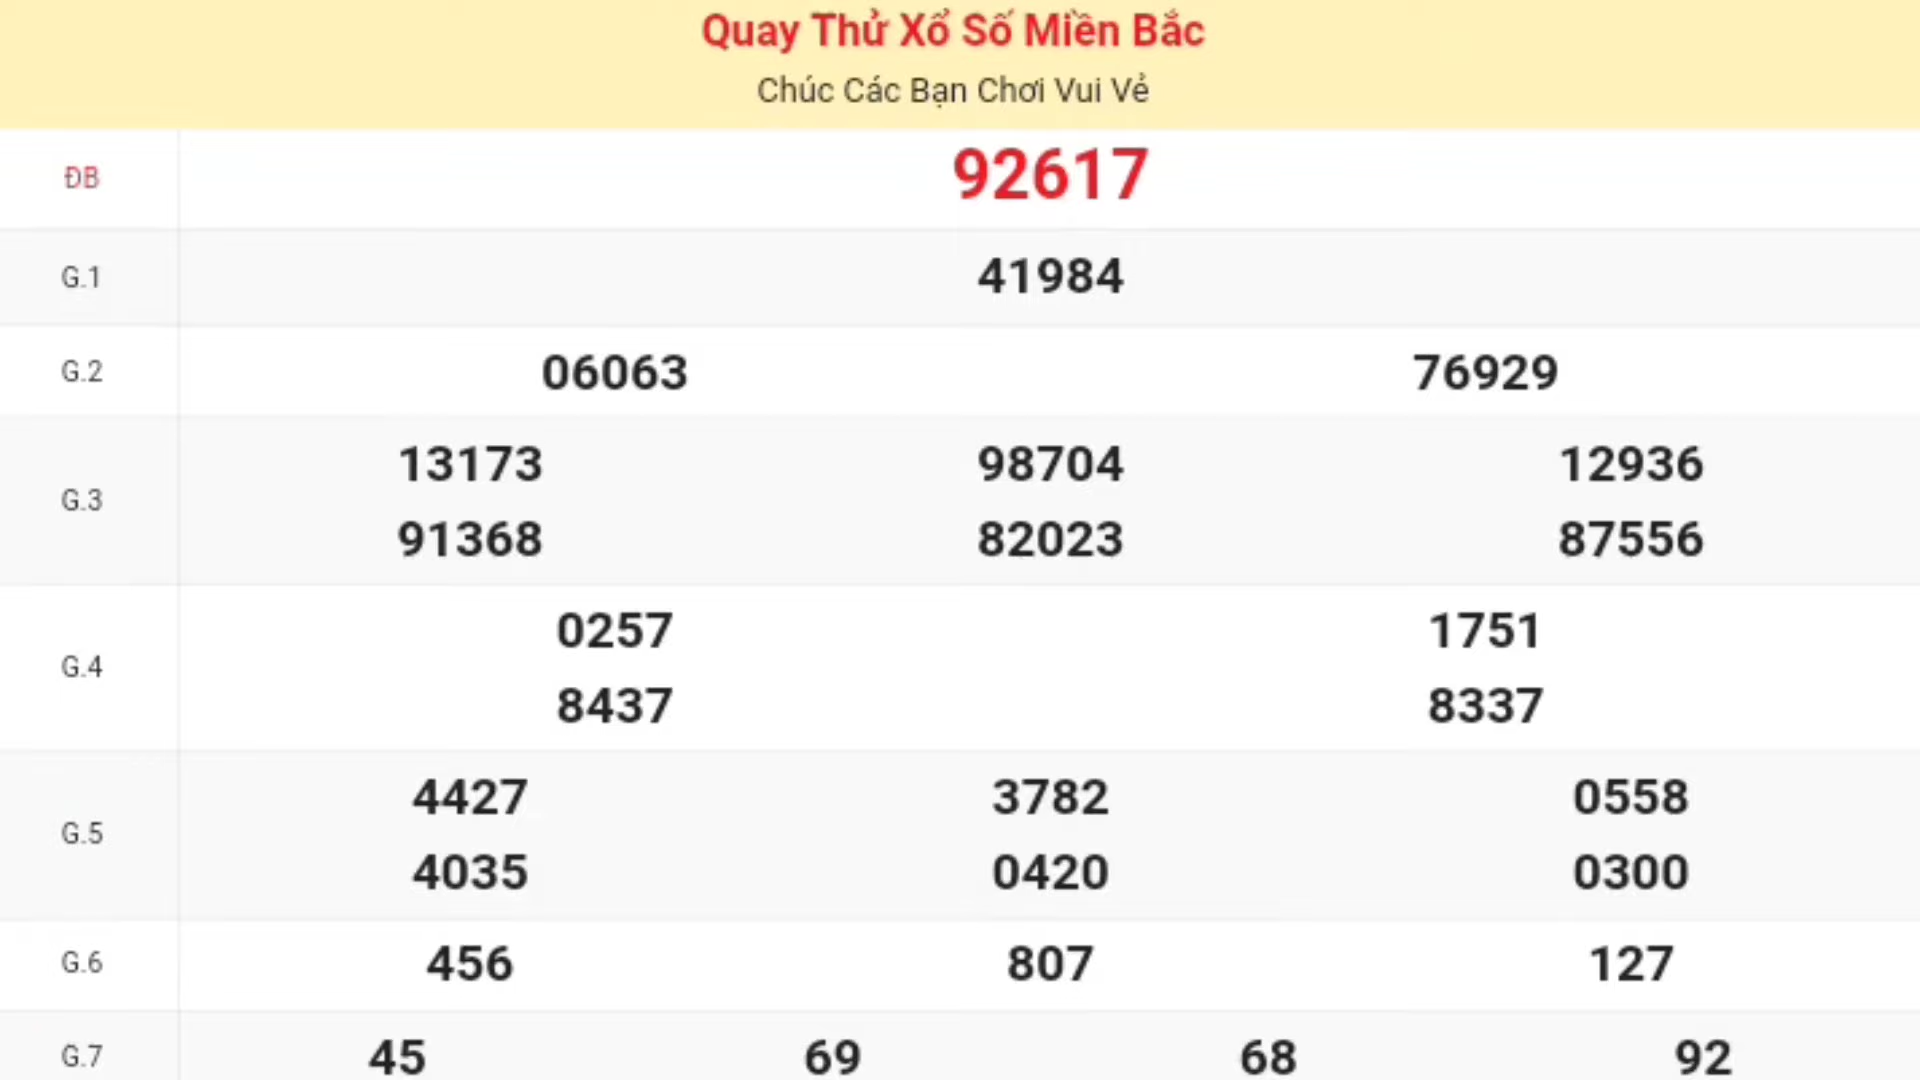 Quay Thử Xổ Số Miền Bắc
Chúc Các Bạn Chơi Vui Vẻ
ĐB 92617
G.1 41984
G.2 06063 76929
G.3
13173 98704 12936
91368 82023 87556
G.4
0257 1751
8437 8337
G.5
4427 3782 0558
4035 0420 0300
G.6 456 807 127
G.7 45 69 68 92